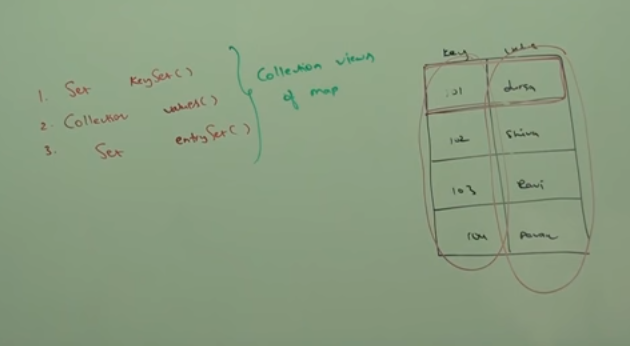 1. Set keySet()
2. Collection values()
3. Set entrySet()
Collection views
of map
key value
101 durga
102 Shiva
103 Ravi
104 Pavan